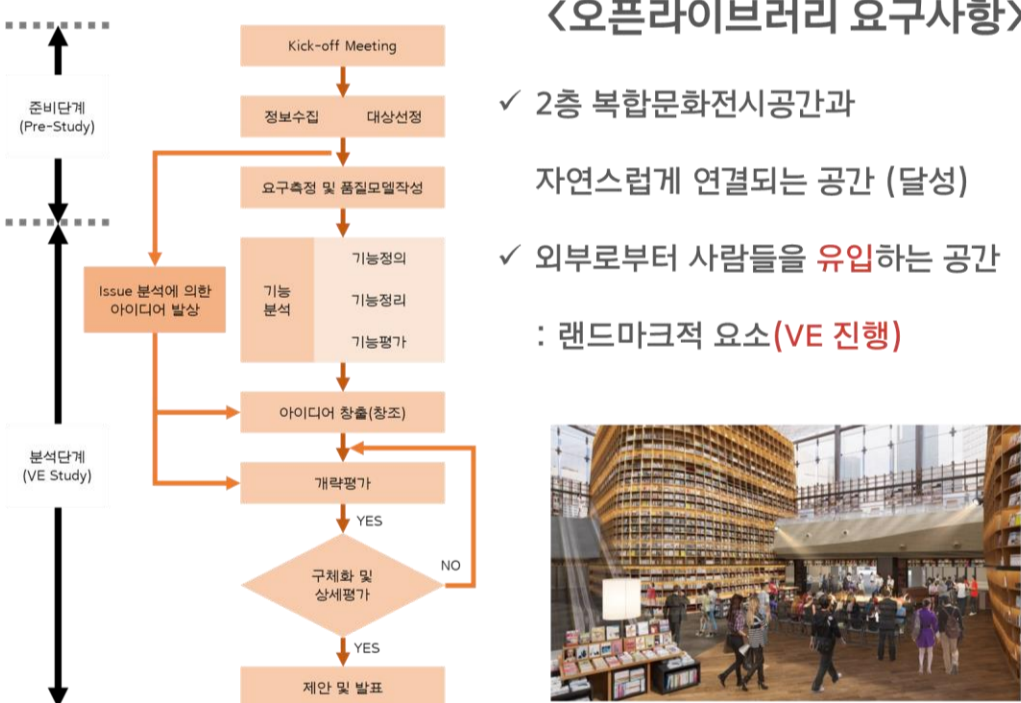 준비단계
(Pre-Study)
분석단계
(VE Study)
Kick-off Meeting
정보수집 대상선정
요구측정 및 품질모델작성
기능
분석
기능정의
기능정리
기능평가
Issue 분석에 의한
아이디어 발상
아이디어 창출(창조)
개략평가
YES
NO
구체화 및
상세평가
YES
제안 및 발표
<오픈라이브러리 요구사항>
✓ 2층 복합문화전시공간과
자연스럽게 연결되는 공간 (달성)
✓ 외부로부터 사람들을 유입하는 공간
: 랜드마크적 요소(VE 진행)